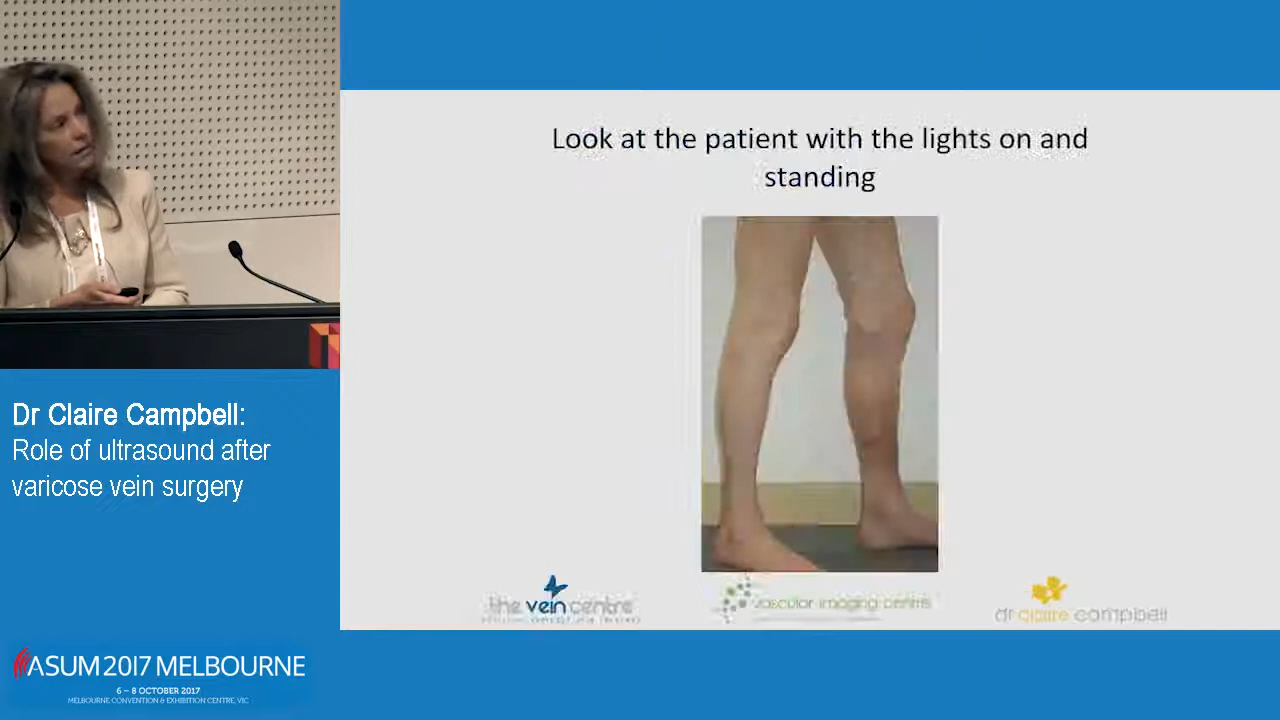 Look at the patient with the lights on and
standing
Dr Claire Campbell:
Role of ultrasound after
varicose vein surgery
the vein centre
vascular imaging centre
dr claire campbell
ASUM 2017 MELBOURNE
6 – 8 OCTOBER 2017
MELBOURNE CONVENTION & EXHIBITION CENTRE, VIC